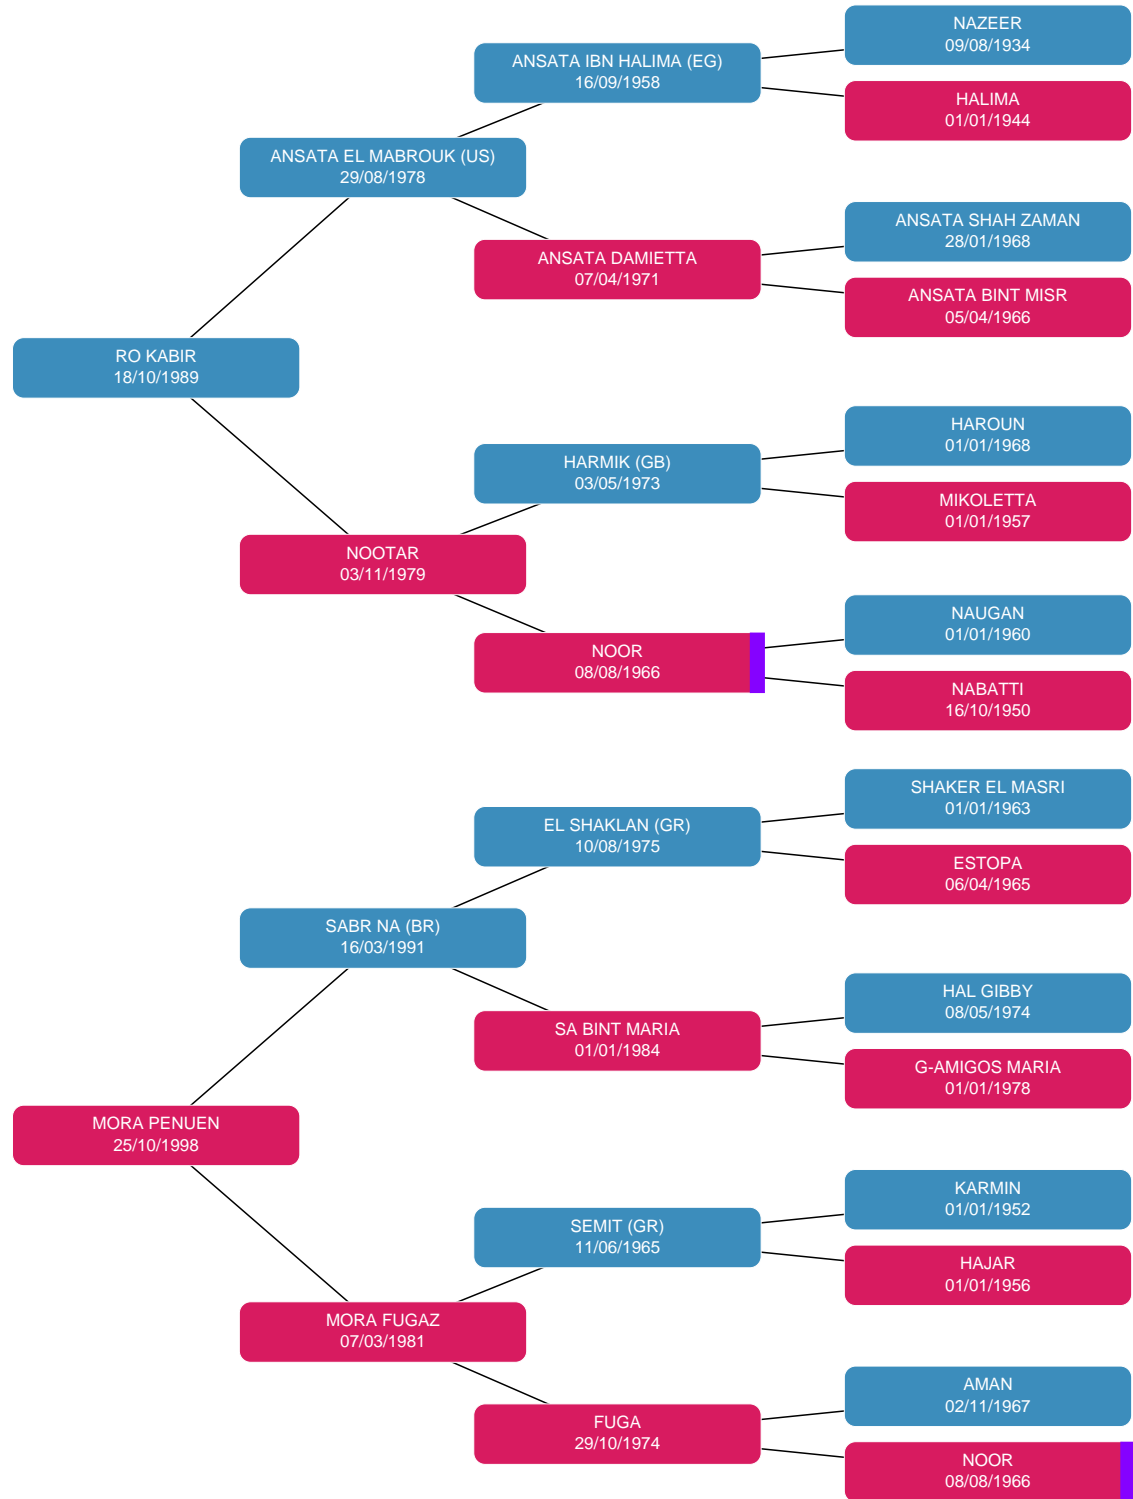 NAZEER
09/08/1934
ANSATA IBN HALIMA (EG)
16/09/1958
HALIMA
01/01/1944
ANSATA EL MABROUK (US)
29/08/1978
ANSATA SHAH ZAMAN
28/01/1968
ANSATA DAMIETTA
07/04/1971
ANSATA BINT MISR
05/04/1966
RO KABIR
18/10/1989
HAROUN
01/01/1968
HARMIK (GB)
03/05/1973
MIKOLETTA
01/01/1957
NOOTAR
03/11/1979
NAUGAN
01/01/1960
NOOR
08/08/1966
NABATTI
16/10/1950
SHAKER EL MASRI
01/01/1963
EL SHAKLAN (GR)
10/08/1975
ESTOPA
06/04/1965
SABR NA (BR)
16/03/1991
HAL GIBBY
08/05/1974
SA BINT MARIA
01/01/1984
G-AMIGOS MARIA
01/01/1978
MORA PENUEN
25/10/1998
KARMIN
01/01/1952
SEMIT (GR)
11/06/1965
HAJAR
01/01/1956
MORA FUGAZ
07/03/1981
AMAN
02/11/1967
FUGA
29/10/1974
NOOR
08/08/1966